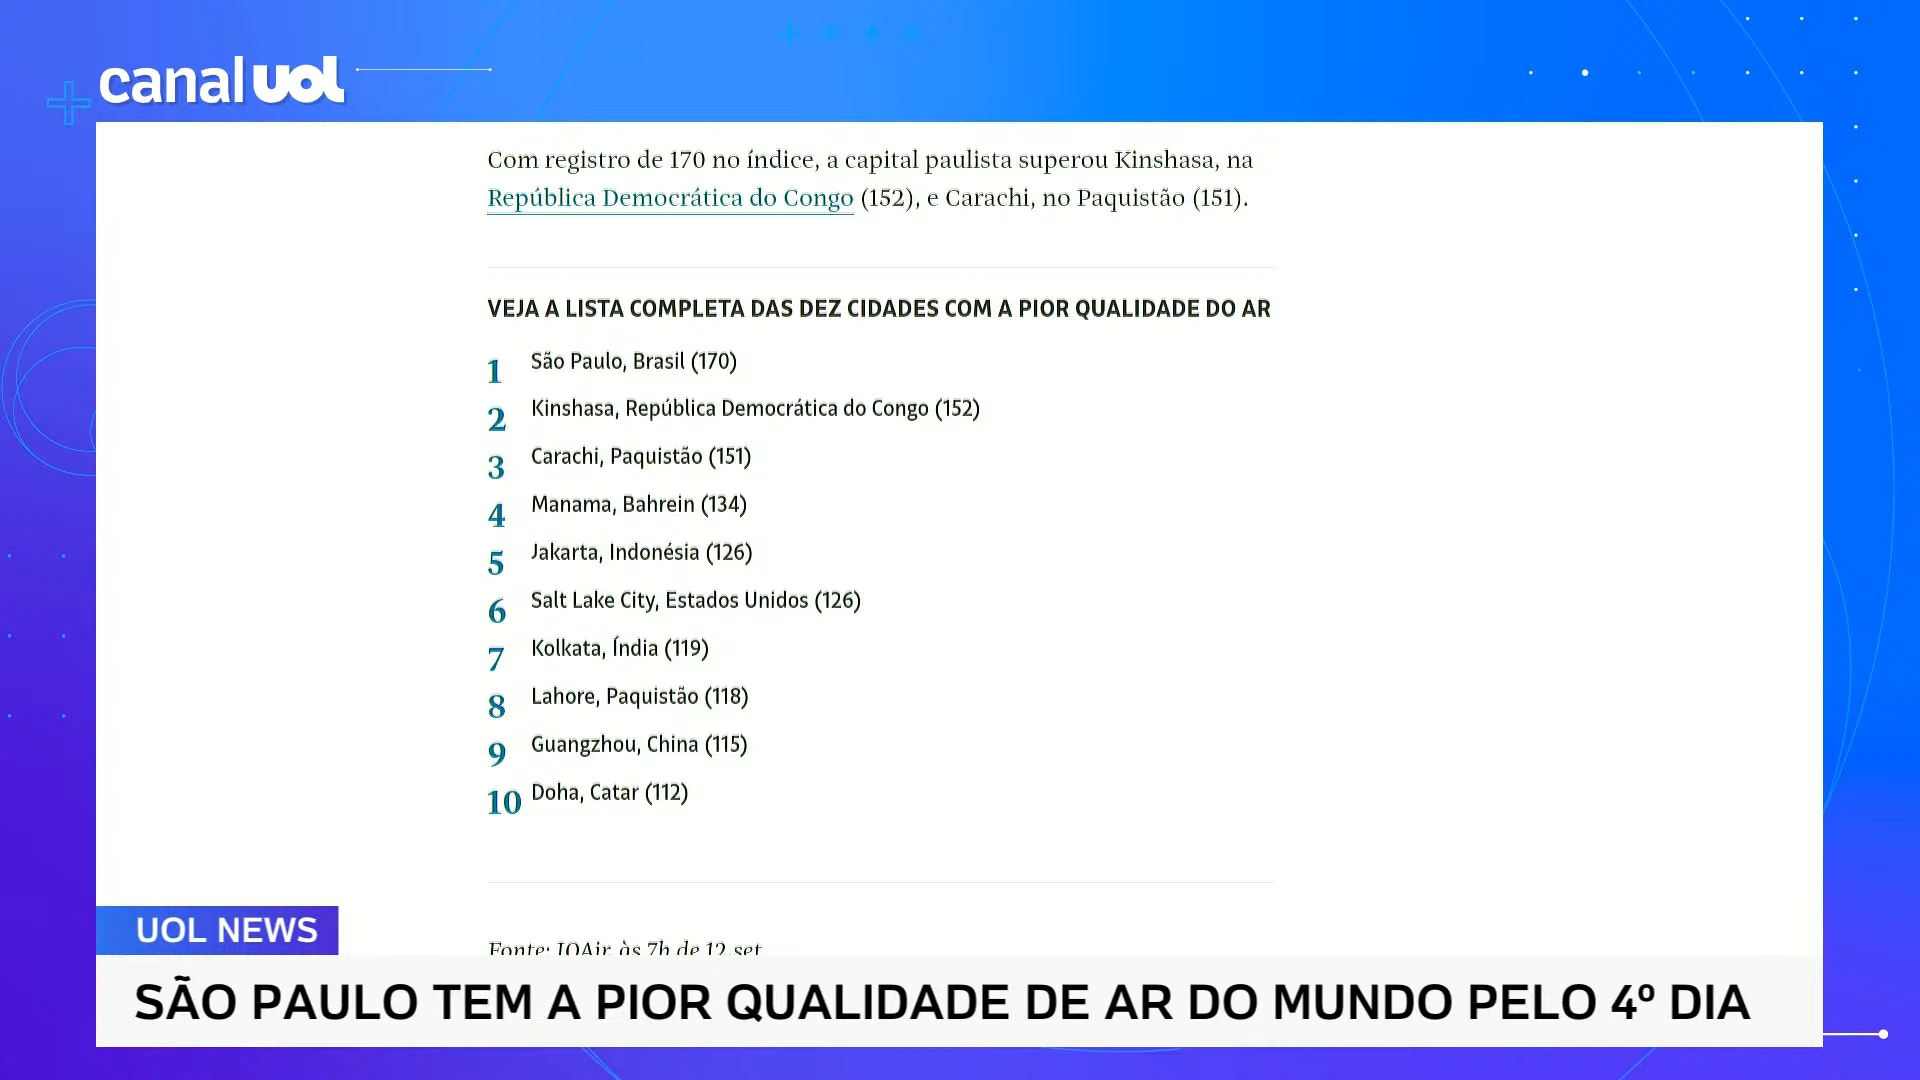 canal uol
Com registro de 170 no índice, a capital paulista superou Kinshasa, na
República Democrática do Congo (152), e Carachi, no Paquistão (151).
VEJA A LISTA COMPLETA DAS DEZ CIDADES COM A PIOR QUALIDADE DO AR
1 São Paulo, Brasil (170)
2 Kinshasa, República Democrática do Congo (152)
3 Carachi, Paquistão (151)
4 Manama, Bahrein (134)
5 Jakarta, Indonésia (126)
6 Salt Lake City, Estados Unidos (126)
7 Kolkata, Índia (119)
8 Lahore, Paquistão (118)
9 Guangzhou, China (115)
10 Doha, Catar (112)
Fonte: IQAir, às 7h de 12.set
UOL NEWS
SÃO PAULO TEM A PIOR QUALIDADE DE AR DO MUNDO PELO 4º DIA